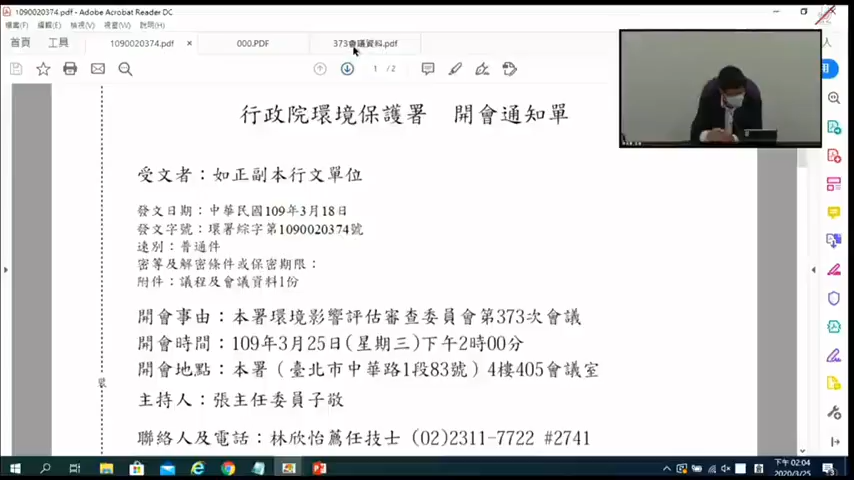 1090020374.pdf - Adobe Acrobat Reader DC
檔案(F) 編輯(E) 檢視(V) 視窗(W) 說明(H)
首頁 工具 1090020374.pdf × 000.PDF 373會議資料.pdf
1 / 2
行政院環境保護署 開會通知單
受文者：如正副本行文單位
發文日期：中華民國109年3月18日
發文字號：環署綜字第1090020374號
速別：普通件
密等及解密條件或保密期限：
附件：議程及會議資料1份
開會事由：本署環境影響評估審查委員會第373次會議
開會時間：109年3月25日(星期三)下午2時00分
開會地點：本署（臺北市中華路1段83號）4樓405會議室
主持人：張主任委員子敬
聯絡人及電話：林欣怡薦任技士 (02)2311-7722 #2741
下午 02:04
2020/3/25